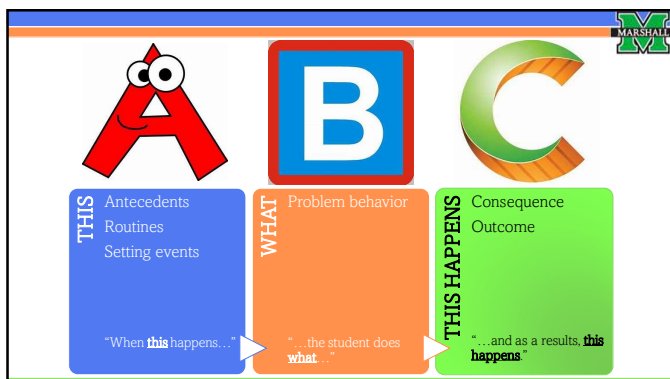 MARSHALL
A
B
C
THIS
Antecedents
Routines
Setting events
“When this happens…”
WHAT
Problem behavior
“…the student does
what…”
THIS HAPPENS
Consequence
Outcome
“…and as a results, this
happens.”